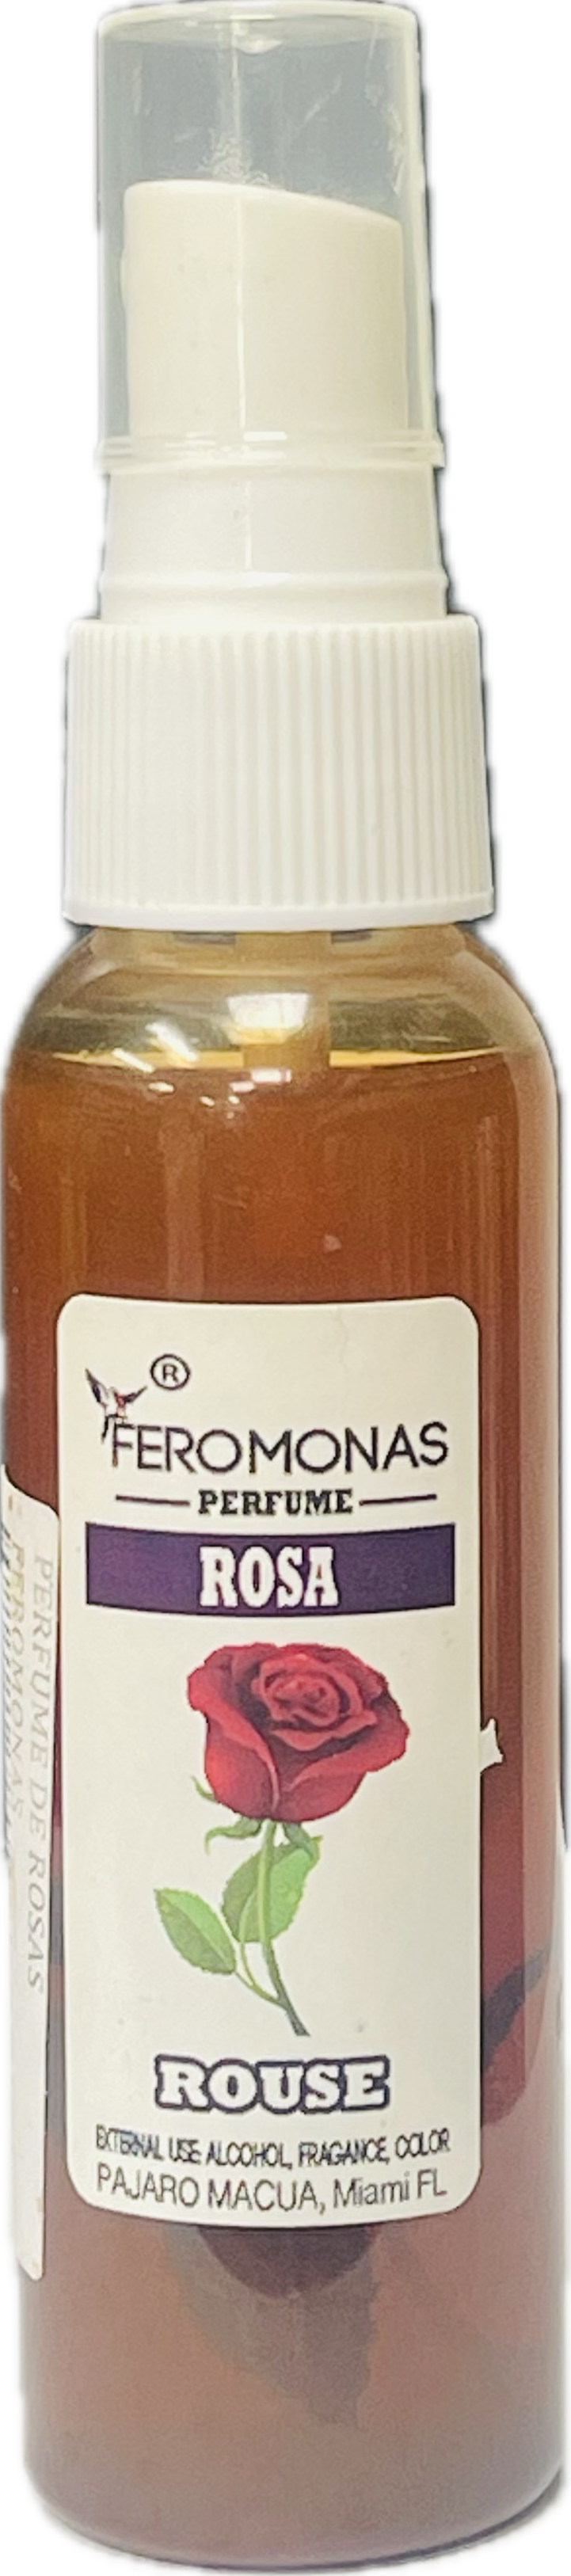 ®
FEROMONAS
PERFUME
ROSA
ROUSE
EXTERNAL USE ALCOHOL, FRAGANCE, COLOR
PAJARO MACUA, Miami FL
PERFUME DE ROSAS
FEROMONAS